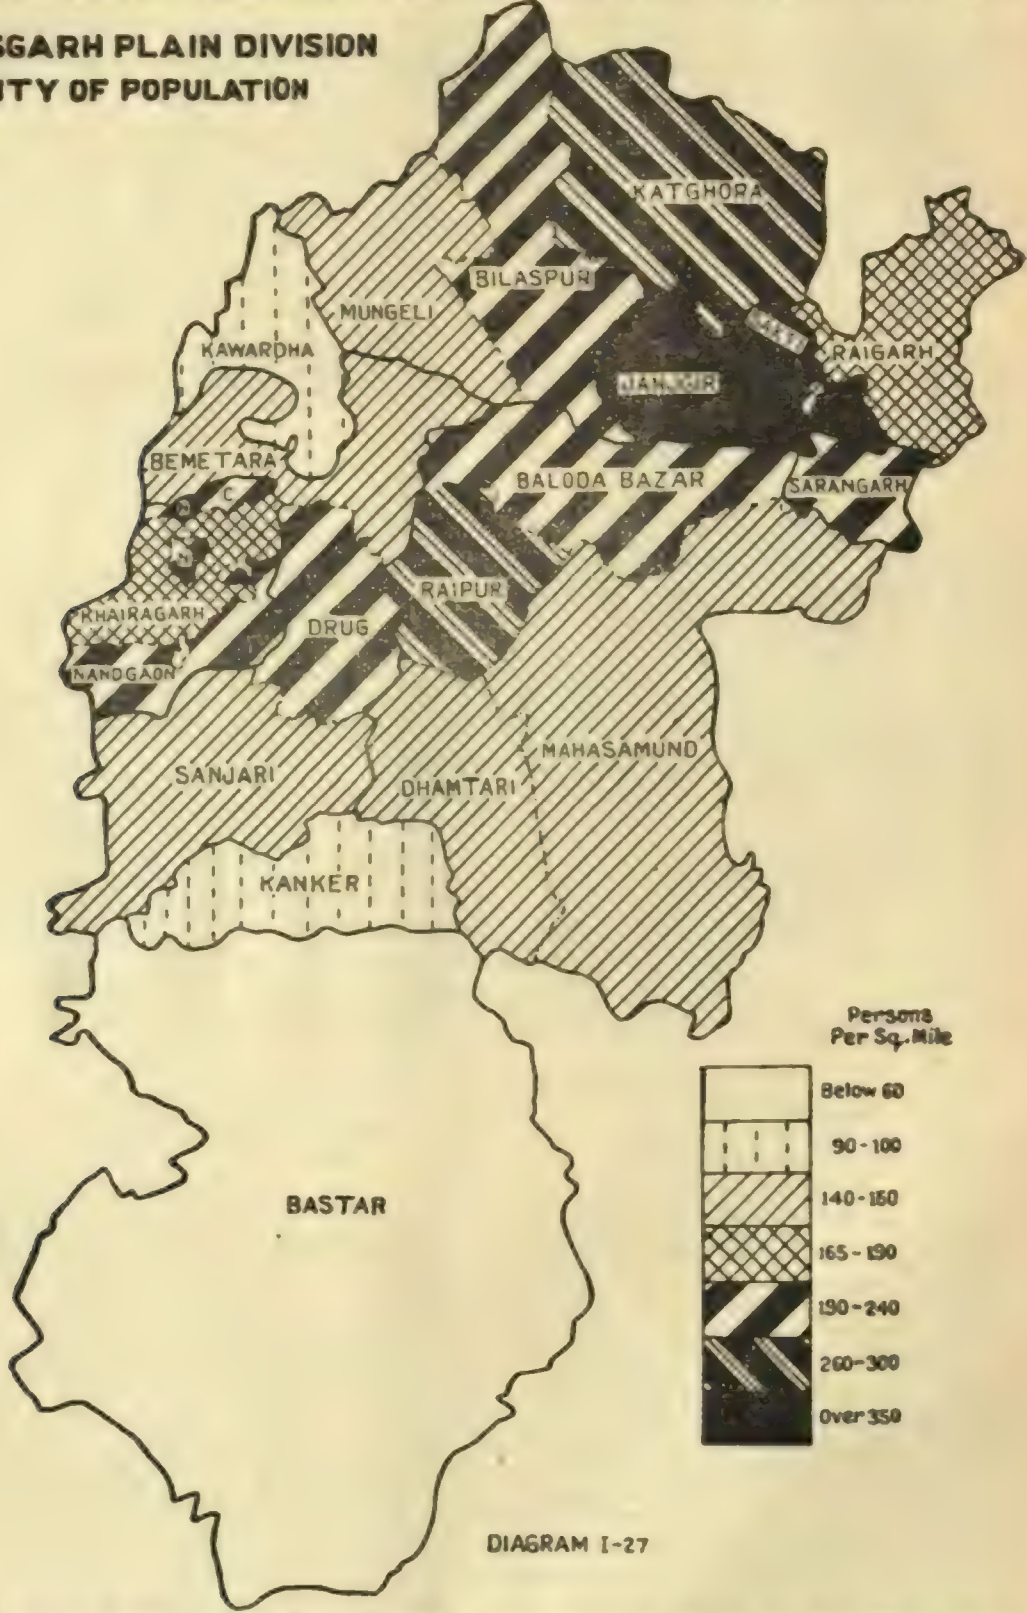 SGARH PLAIN DIVISION
ITY OF POPULATION
KATGHORA
BILASPUR
MUNGELI
KAWARDHA
RAIGARH
JANJGIR
BEMETARA
C
BALODA BAZAR
SARANGARH
N
RAIPUR
KHAIRAGARH
DRUG
NANDGAON
MAHASAMUND
SANJARI
DHAMTARI
KANKER
Persons
Per Sq. Mile
Below 60
90-100
140-160
165-190
190-240
260-300
Over 350
BASTAR
DIAGRAM I-27